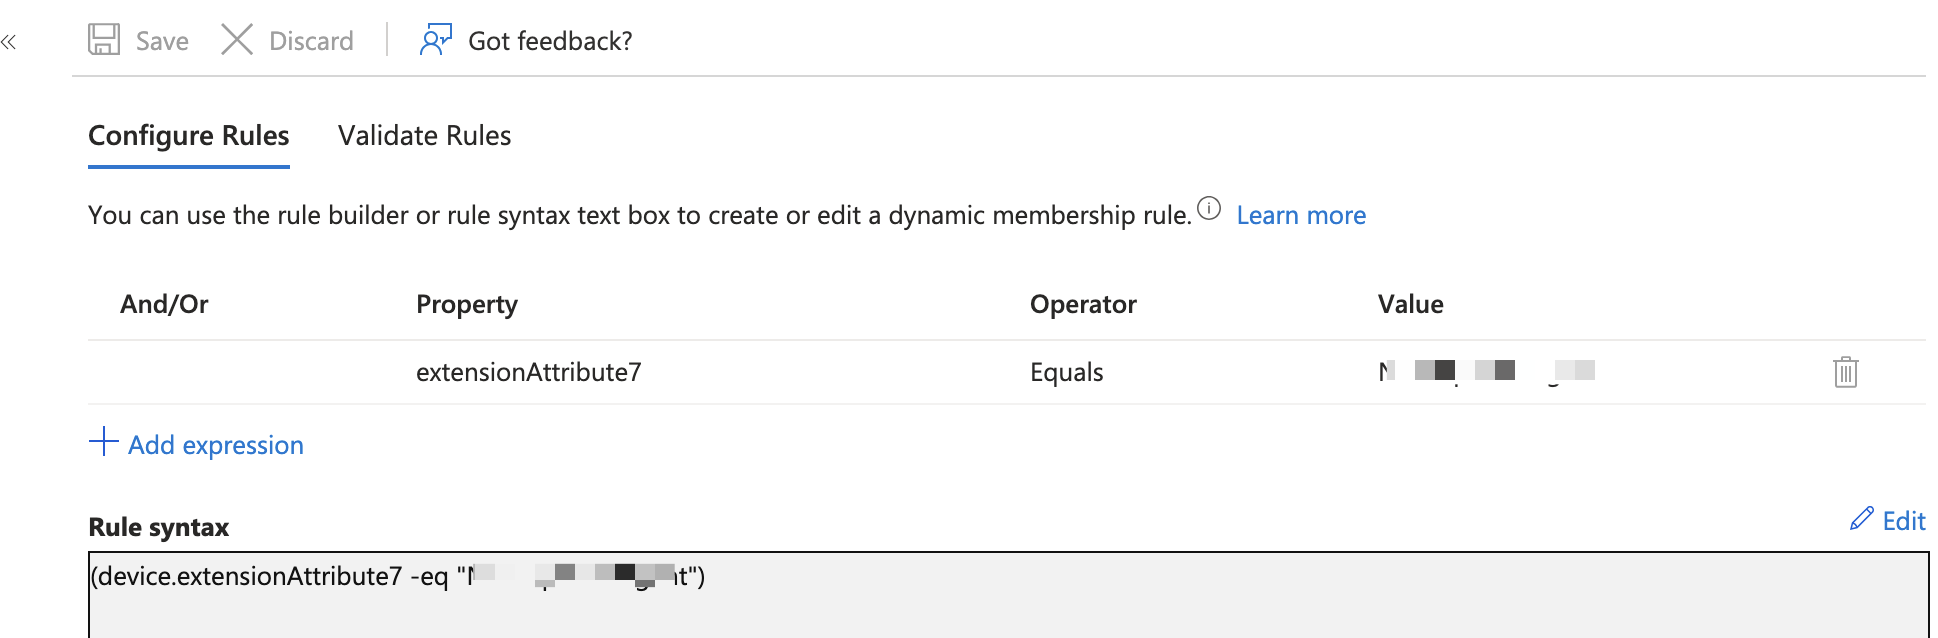 Save Discard Got feedback?
Configure Rules Validate Rules
You can use the rule builder or rule syntax text box to create or edit a dynamic membership rule. Learn more
And/Or Property Operator Value
extensionAttribute7 Equals
Add expression
Rule syntax Edit
(device.extensionAttribute7 -eq "